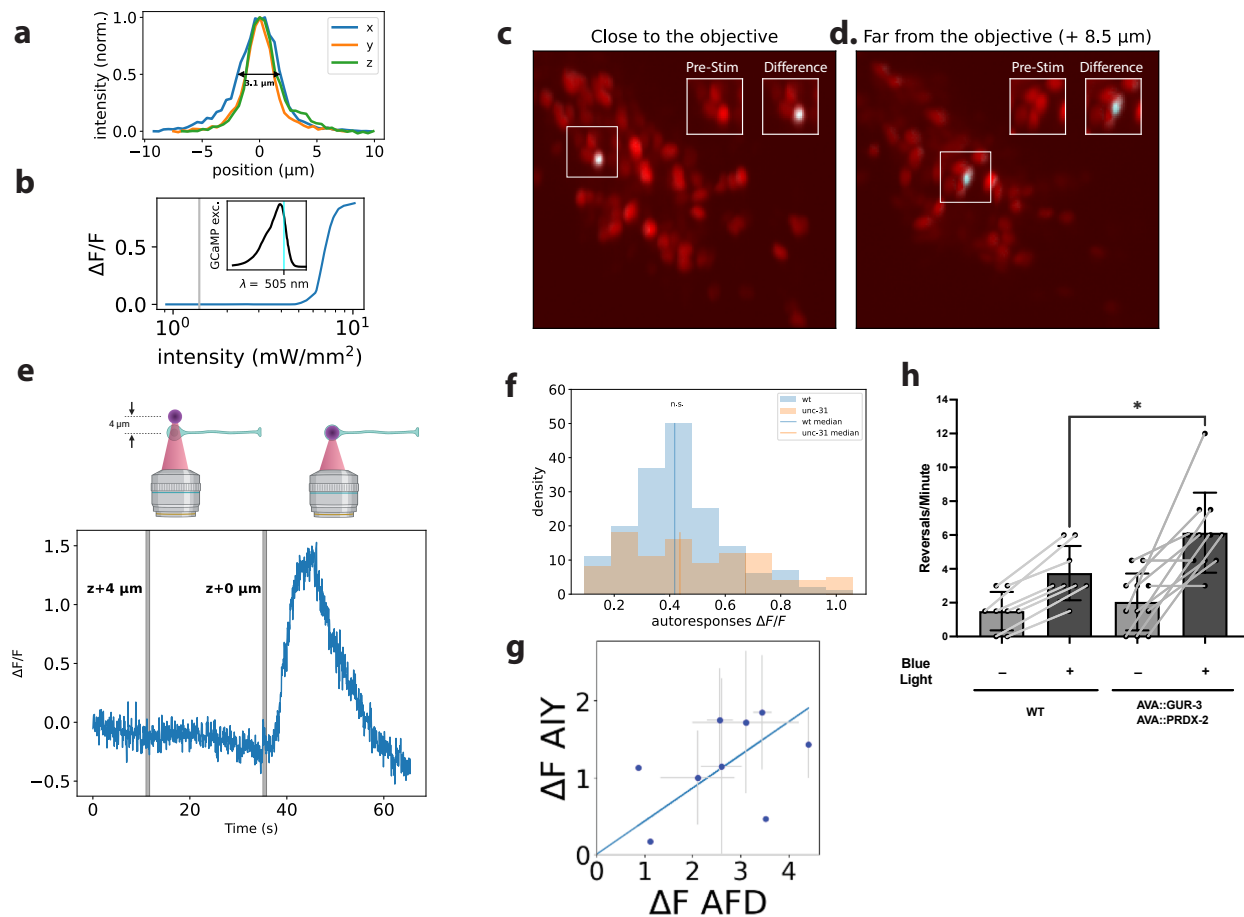 a
intensity (norm.)
1.0
0.5
0.0
x
y
z
3.1 μm
−10
−5
0
5
10
position (μm)
b
ΔF/F
0.5
0.0
GCaMP exc.
λ = 505 nm
10⁰
10¹
intensity (mW/mm²)
c
Close to the objective
Pre-Stim
Difference
d.
Far from the objective (+ 8.5 μm)
Pre-Stim
Difference
e
4 μm
ΔF/F
1.5
1.0
0.5
0.0
−0.5
z+4 μm
z+0 μm
0
20
40
60
Time (s)
f
density
60
50
40
30
20
10
0
n.s.
wt
unc-31
wt median
unc-31 median
0.2
0.4
0.6
0.8
1.0
autoresponses ΔF/F
g
ΔF AIY
2
1
0
0
1
2
3
4
ΔF AFD
h
Reversals/Minute
14
12
10
8
6
4
2
0
*
Blue
Light
–
+
–
+
WT
AVA::GUR-3
AVA::PRDX-2